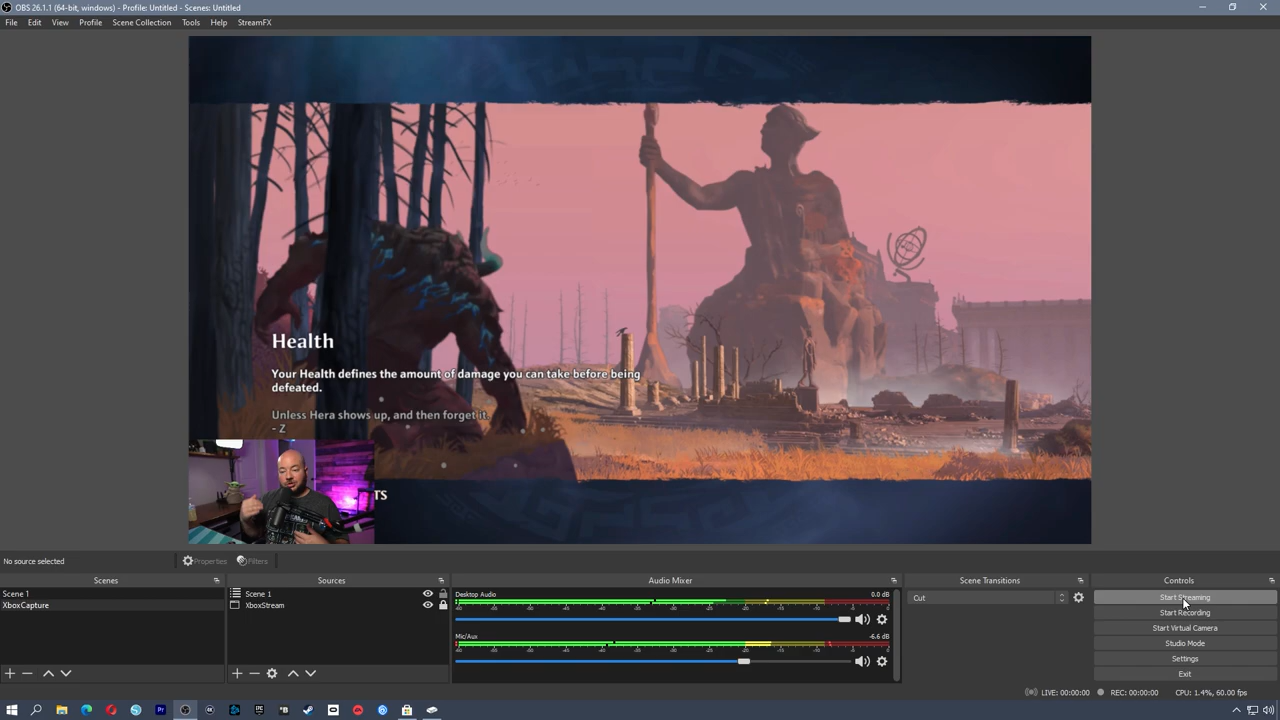 OBS 26.1.1 (64-bit, windows) - Profile: Untitled - Scenes: Untitled
File Edit View Profile Scene Collection Tools Help StreamFX
Health
Your Health defines the amount of damage you can take before being
defeated.
Unless Hera shows up, and then forget it.
- Z
TS
No source selected
Properties Filters
Scenes
Scene 1
XboxCapture
Sources
Scene 1
XboxStream
Audio Mixer
Desktop Audio 0.0 dB
Mic/Aux -6.6 dB
Scene Transitions
Cut
Controls
Start Streaming
Start Recording
Start Virtual Camera
Studio Mode
Settings
Exit
LIVE: 00:00:00 REC: 00:00:00 CPU: 1.4%, 60.00 fps